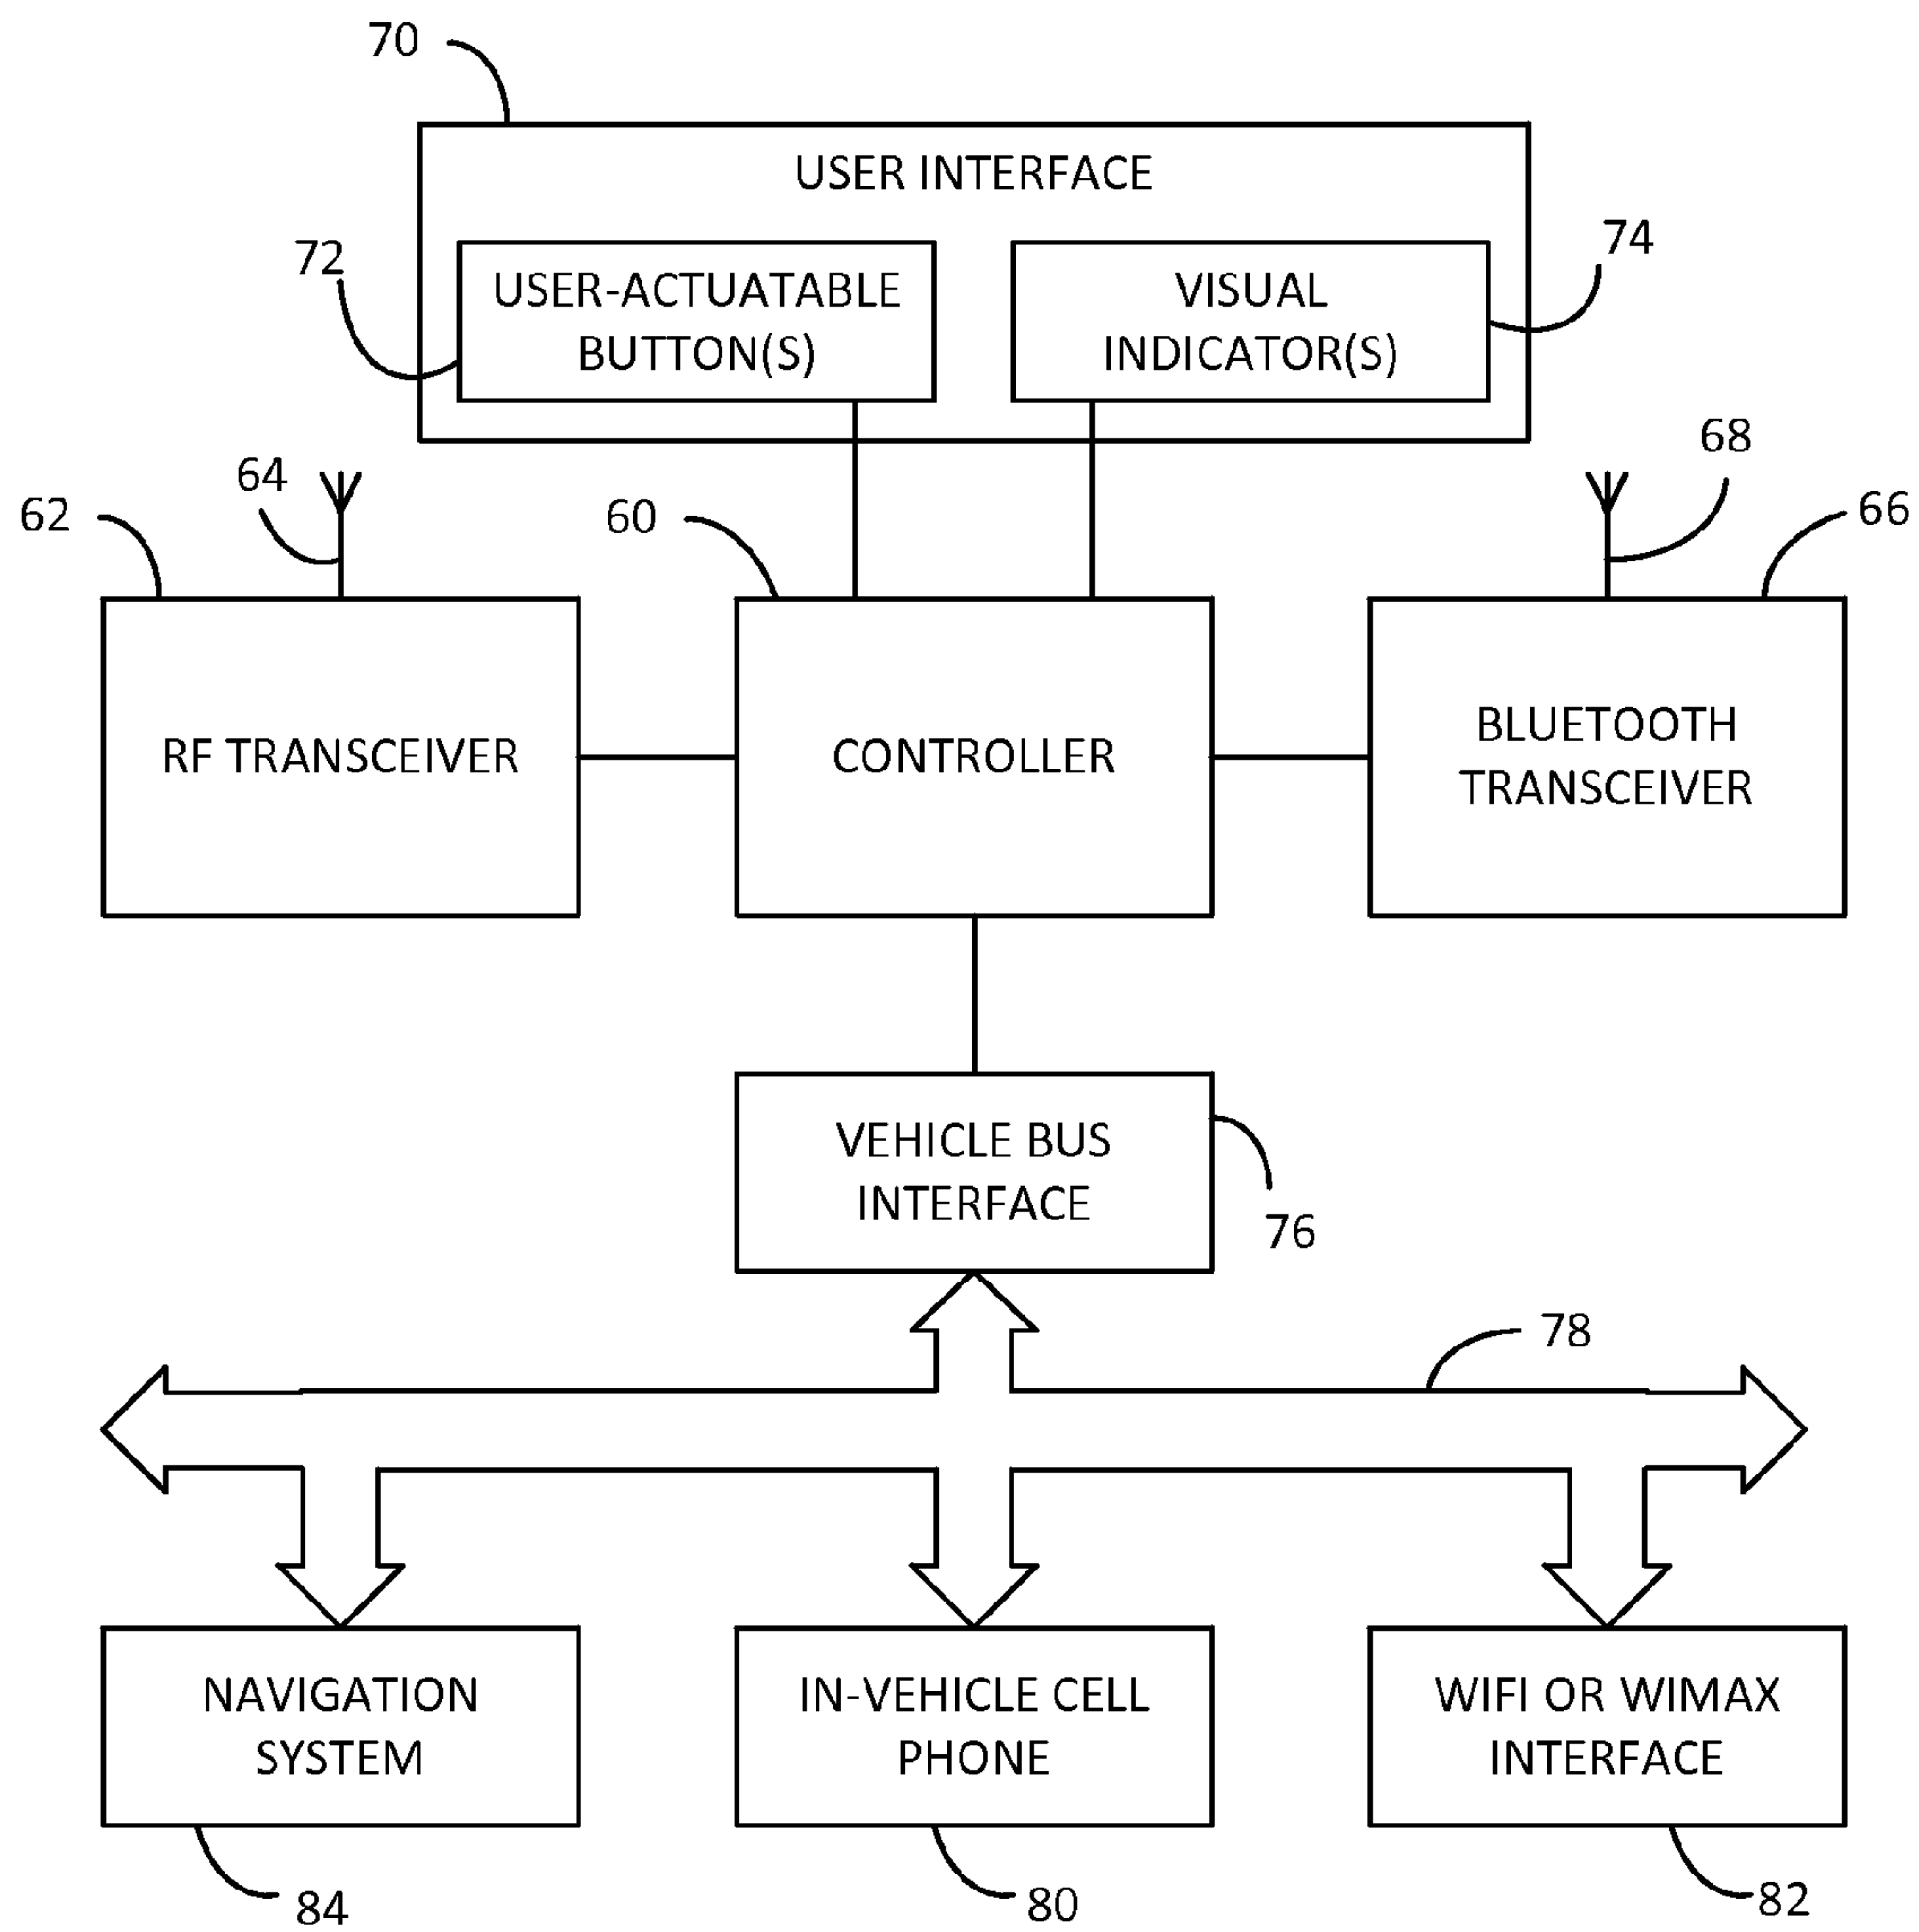 70
USER INTERFACE
72
USER-ACTUATABLE
BUTTON(S)
VISUAL
INDICATOR(S)
74
62
64
60
68
66
RF TRANSCEIVER
CONTROLLER
BLUETOOTH
TRANSCEIVER
VEHICLE BUS
INTERFACE
76
78
NAVIGATION
SYSTEM
IN-VEHICLE CELL
PHONE
WIFI OR WIMAX
INTERFACE
84
80
82